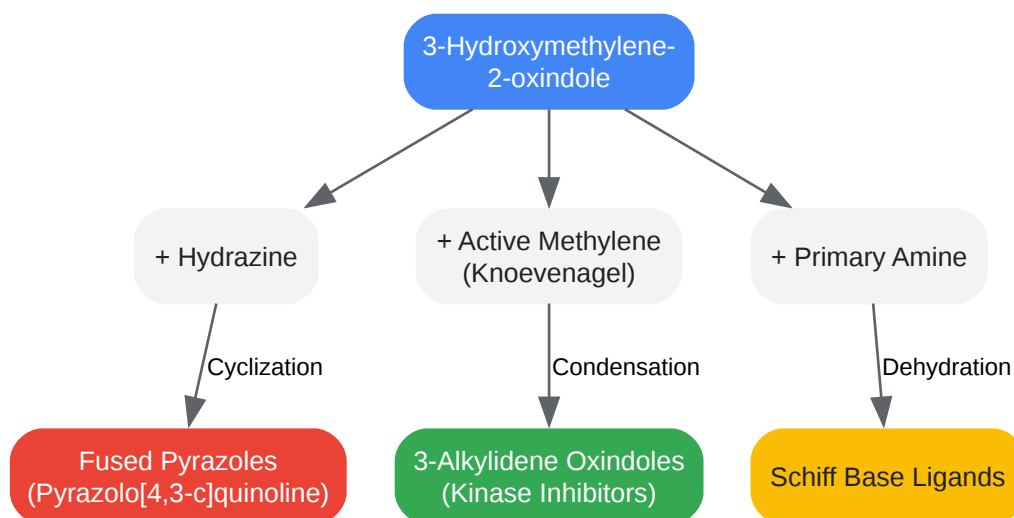 3-Hydroxymethylene-
2-oxindole
+ Hydrazine
+ Active Methylene
(Knoevenagel)
+ Primary Amine
Cyclization
Condensation
Dehydration
Fused Pyrazoles
(Pyrazolo[4,3-c]quinoline)
3-Alkylidene Oxindoles
(Kinase Inhibitors)
Schiff Base Ligands